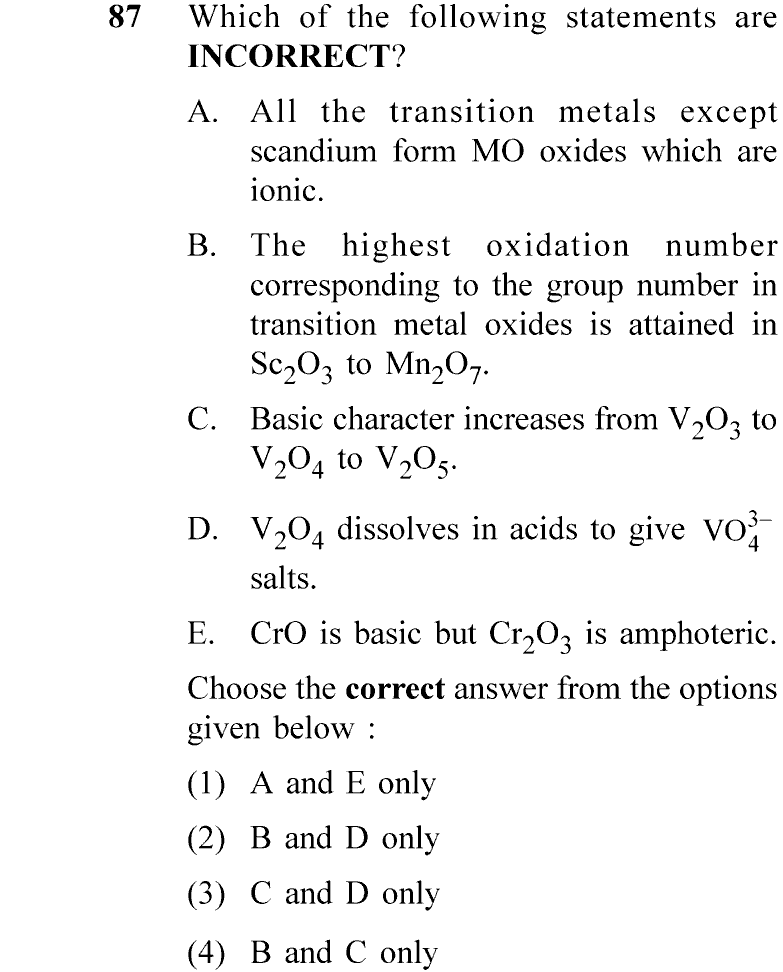 87 Which of the following statements are
INCORRECT?
A. All the transition metals except
scandium form MO oxides which are
ionic.
B. The highest oxidation number
corresponding to the group number in
transition metal oxides is attained in
Sc₂O₃ to Mn₂O₇.
C. Basic character increases from V₂O₃ to
V₂O₄ to V₂O₅.
D. V₂O₄ dissolves in acids to give VO₄³⁻
salts.
E. CrO is basic but Cr₂O₃ is amphoteric.
Choose the correct answer from the options
given below :
(1) A and E only
(2) B and D only
(3) C and D only
(4) B and C only